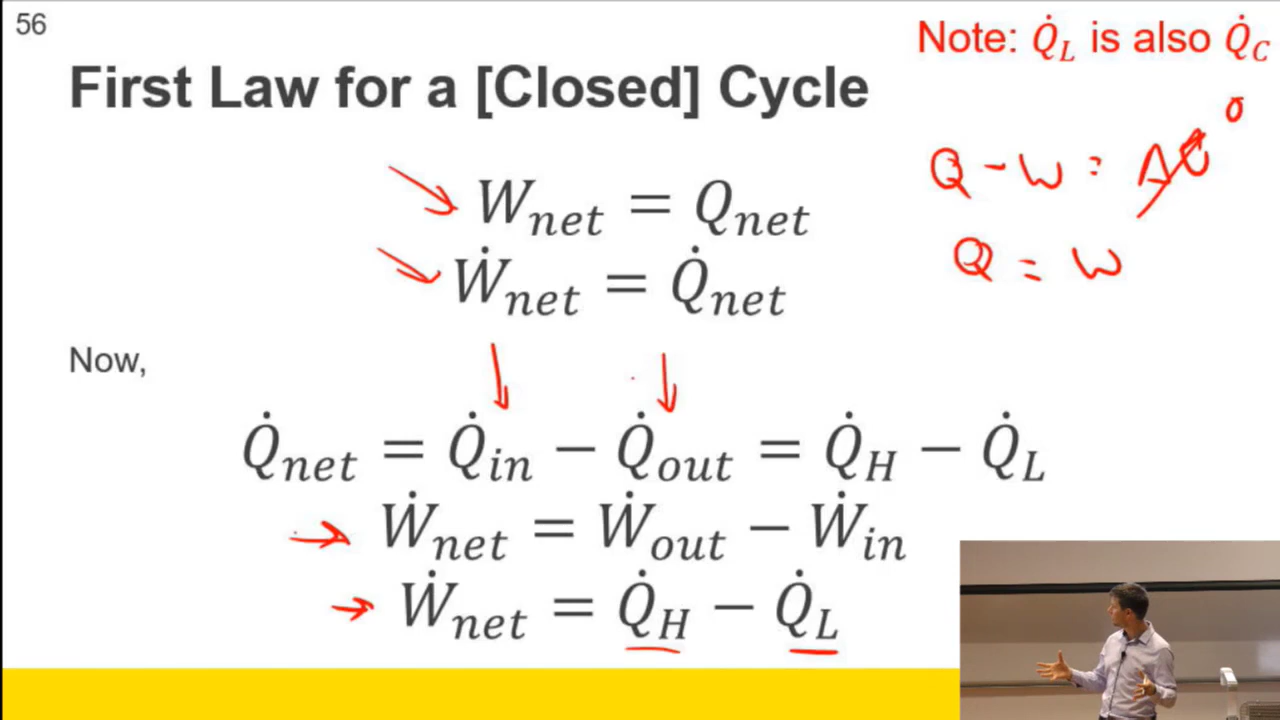 56
Note: Q̇_L is also Q̇_C
First Law for a [Closed] Cycle
Q - W = ΔU 0
W_net = Q_net
Q = W
Ẇ_net = Q̇_net
Now,
Q̇_net = Q̇_in − Q̇_out = Q̇_H − Q̇_L
Ẇ_net = Ẇ_out − Ẇ_in
Ẇ_net = Q̇_H − Q̇_L